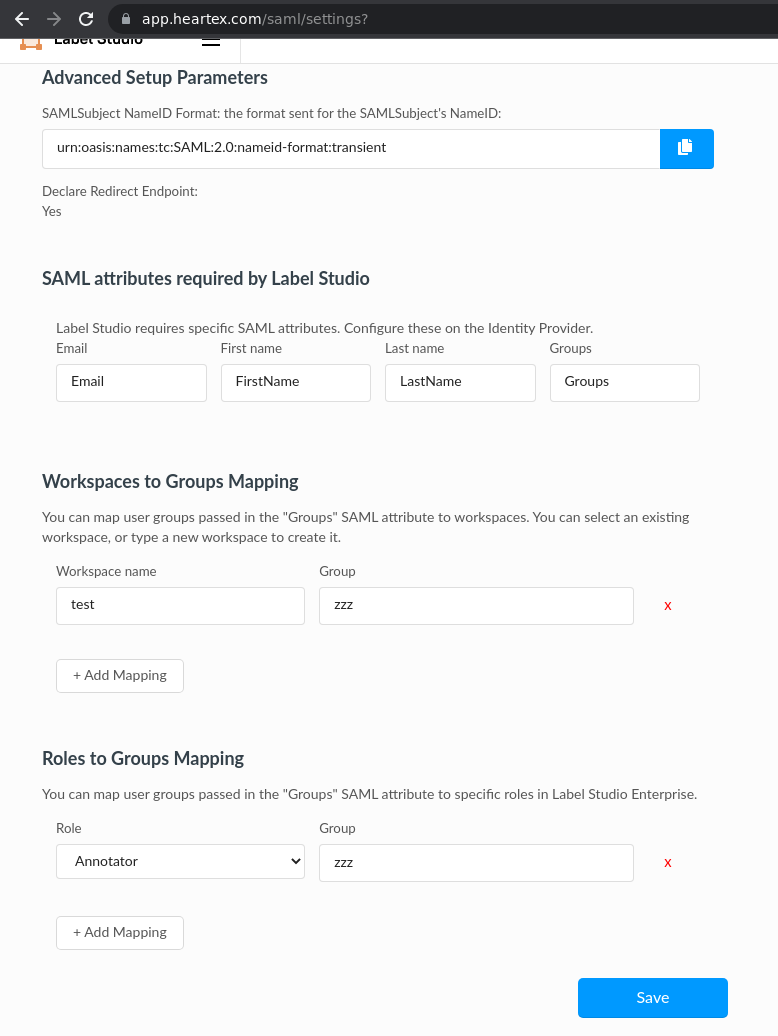 app.heartex.com/saml/settings?
Label Studio
Advanced Setup Parameters
SAMLSubject NameID Format: the format sent for the SAMLSubject's NameID:
urn:oasis:names:tc:SAML:2.0:nameid-format:transient
Declare Redirect Endpoint:
Yes
SAML attributes required by Label Studio
Label Studio requires specific SAML attributes. Configure these on the Identity Provider.
Email First name Last name Groups
Email FirstName LastName Groups
Workspaces to Groups Mapping
You can map user groups passed in the "Groups" SAML attribute to workspaces. You can select an existing
workspace, or type a new workspace to create it.
Workspace name Group
test zzz x
+ Add Mapping
Roles to Groups Mapping
You can map user groups passed in the "Groups" SAML attribute to specific roles in Label Studio Enterprise.
Role Group
Annotator zzz x
+ Add Mapping
Save